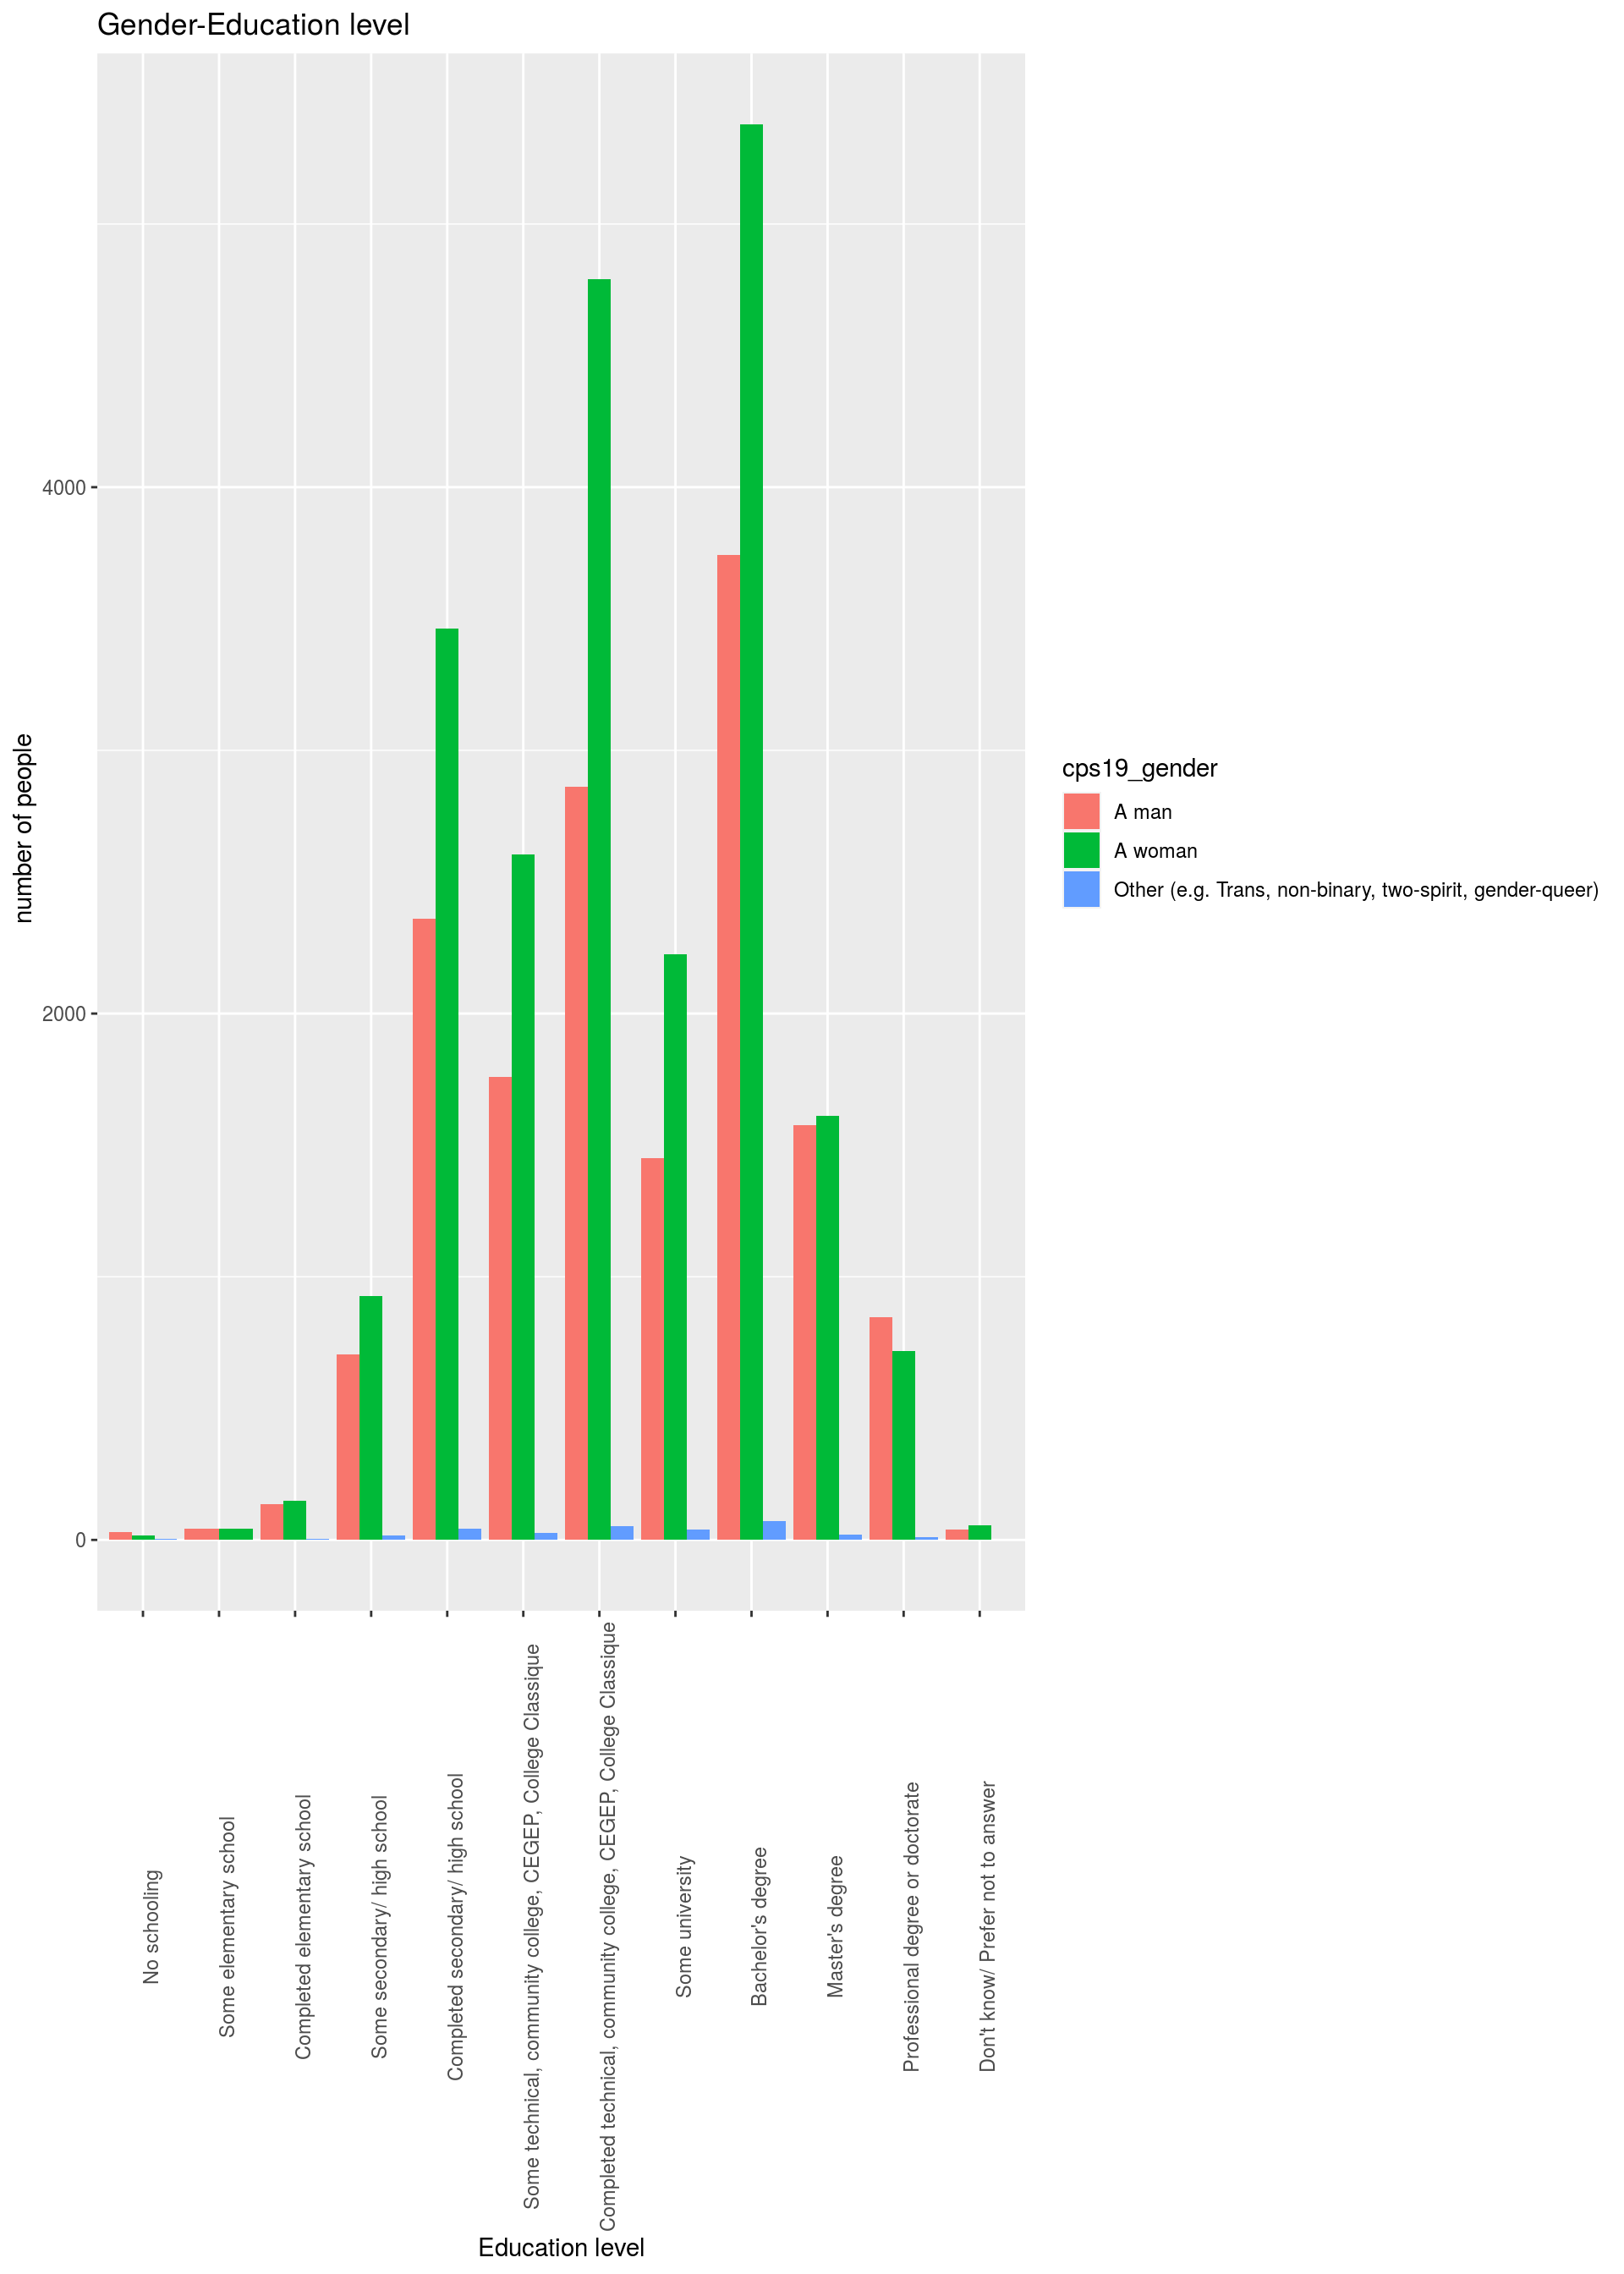 Gender-Education level
number of people
4000
2000
0
No schooling
Some elementary school
Completed elementary school
Some secondary/ high school
Completed secondary/ high school
Some technical, community college, CEGEP, College Classique
Completed technical, community college, CEGEP, College Classique
Some university
Bachelor's degree
Master's degree
Professional degree or doctorate
Don't know/ Prefer not to answer
Education level
cps19_gender
A man
A woman
Other (e.g. Trans, non-binary, two-spirit, gender-queer)